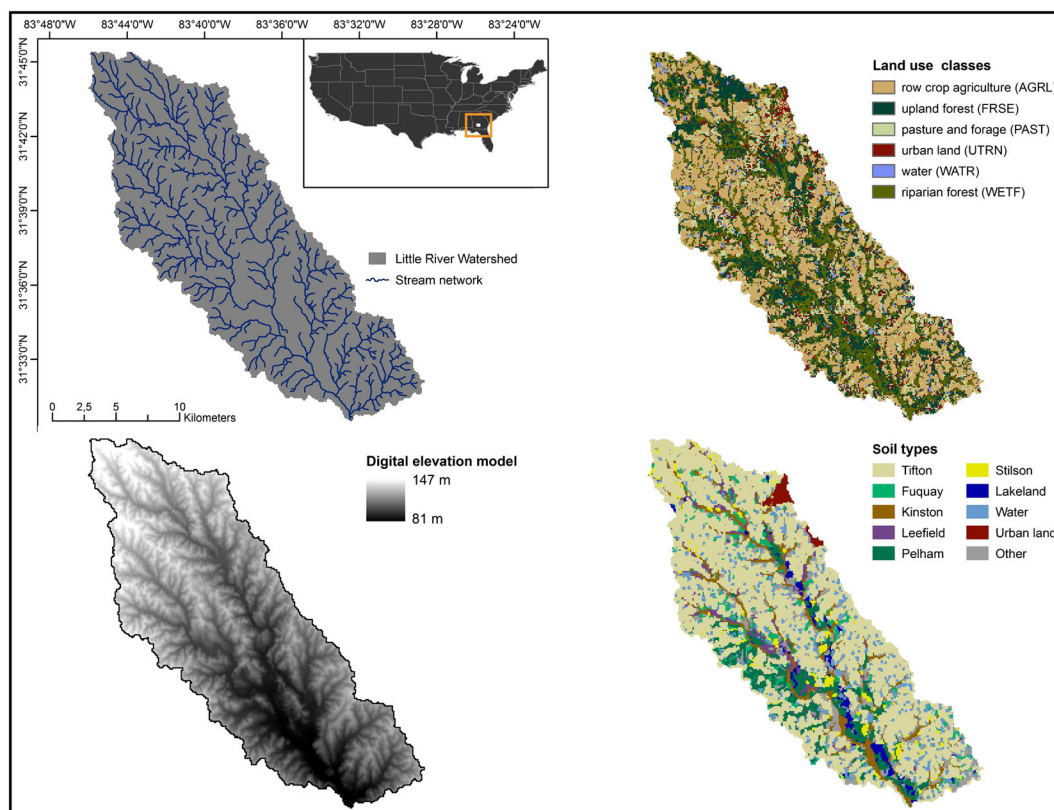 83°48'0"W 83°44'0"W 83°40'0"W 83°36'0"W 83°32'0"W 83°28'0"W 83°24'0"W
31°45'0"N
31°42'0"N
31°39'0"N
31°36'0"N
31°33'0"N
Little River Watershed
Stream network
0 2,5 5 10
Kilometers
Land use classes
row crop agriculture (AGRL)
upland forest (FRSE)
pasture and forage (PAST)
urban land (UTRN)
water (WATR)
riparian forest (WETF)
Digital elevation model
147 m
81 m
Soil types
Tifton
Fuquay
Kinston
Leefield
Pelham
Stilson
Lakeland
Water
Urban land
Other